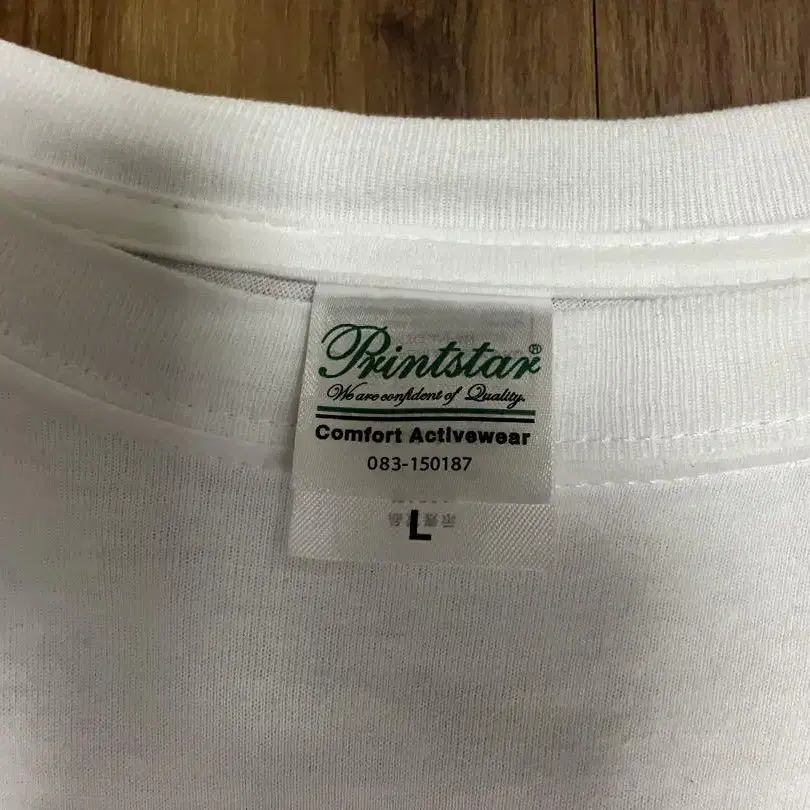 Printstar®
We are confident of Quality.
Comfort Activewear
083-150187
L